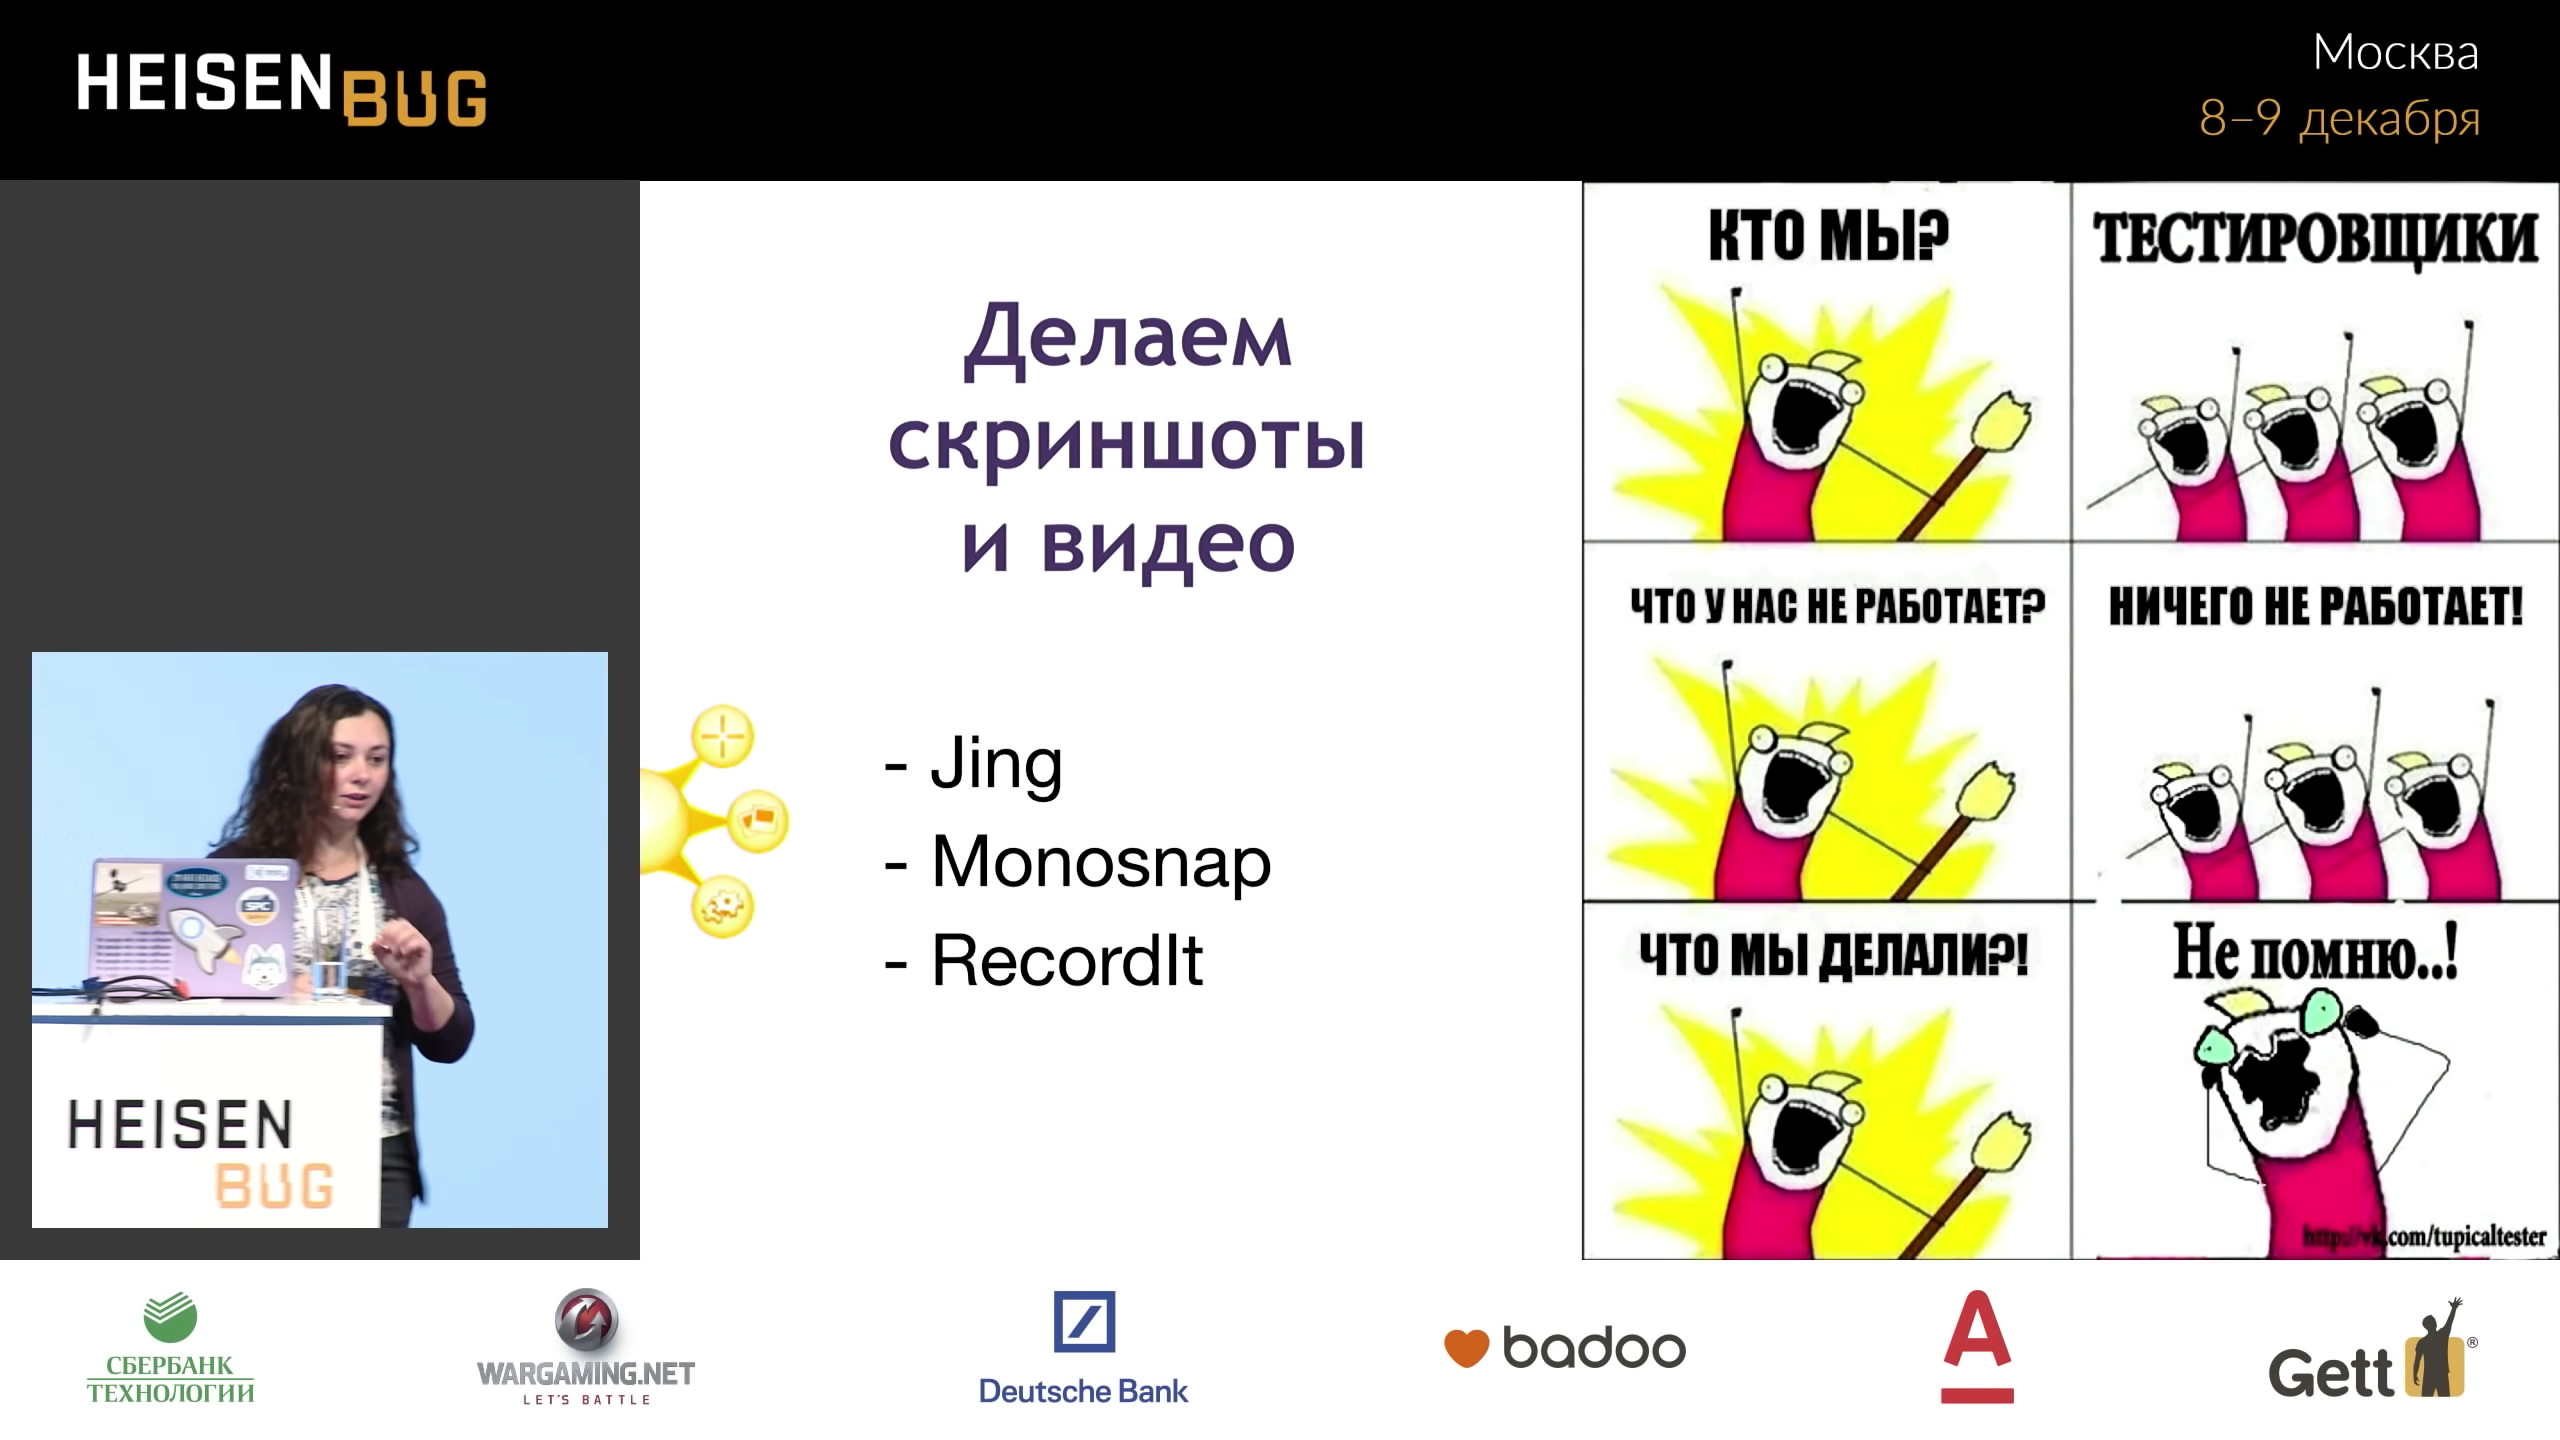 HEISENBUG
Москва
8–9 декабря
Делаем
скриншоты
и видео
- Jing
- Monosnap
- RecordIt
КТО МЫ?
ТЕСТИРОВЩИКИ
ЧТО У НАС НЕ РАБОТАЕТ?
НИЧЕГО НЕ РАБОТАЕТ!
ЧТО МЫ ДЕЛАЛИ?!
Не помню..!
http://vk.com/tupicaltester
SPC
HEISEN
BUG
СБЕРБАНК
ТЕХНОЛОГИИ
WARGAMING.NET
LET'S BATTLE
Deutsche Bank
badoo
А
Gett®